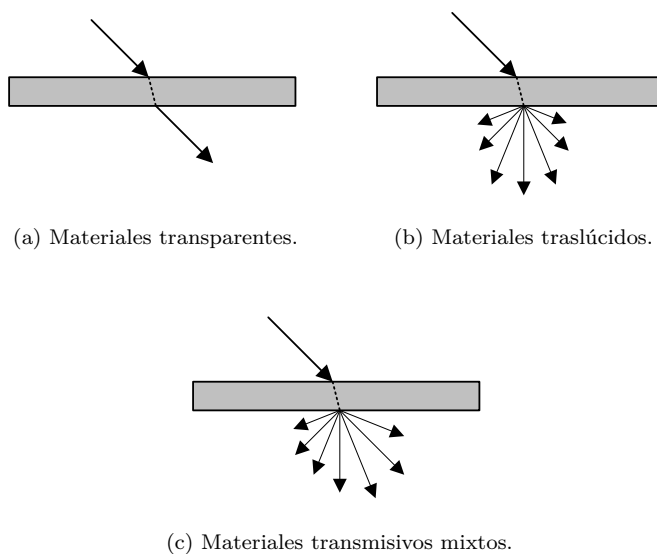 (a) Materiales transparentes.
(b) Materiales traslúcidos.
(c) Materiales transmisivos mixtos.